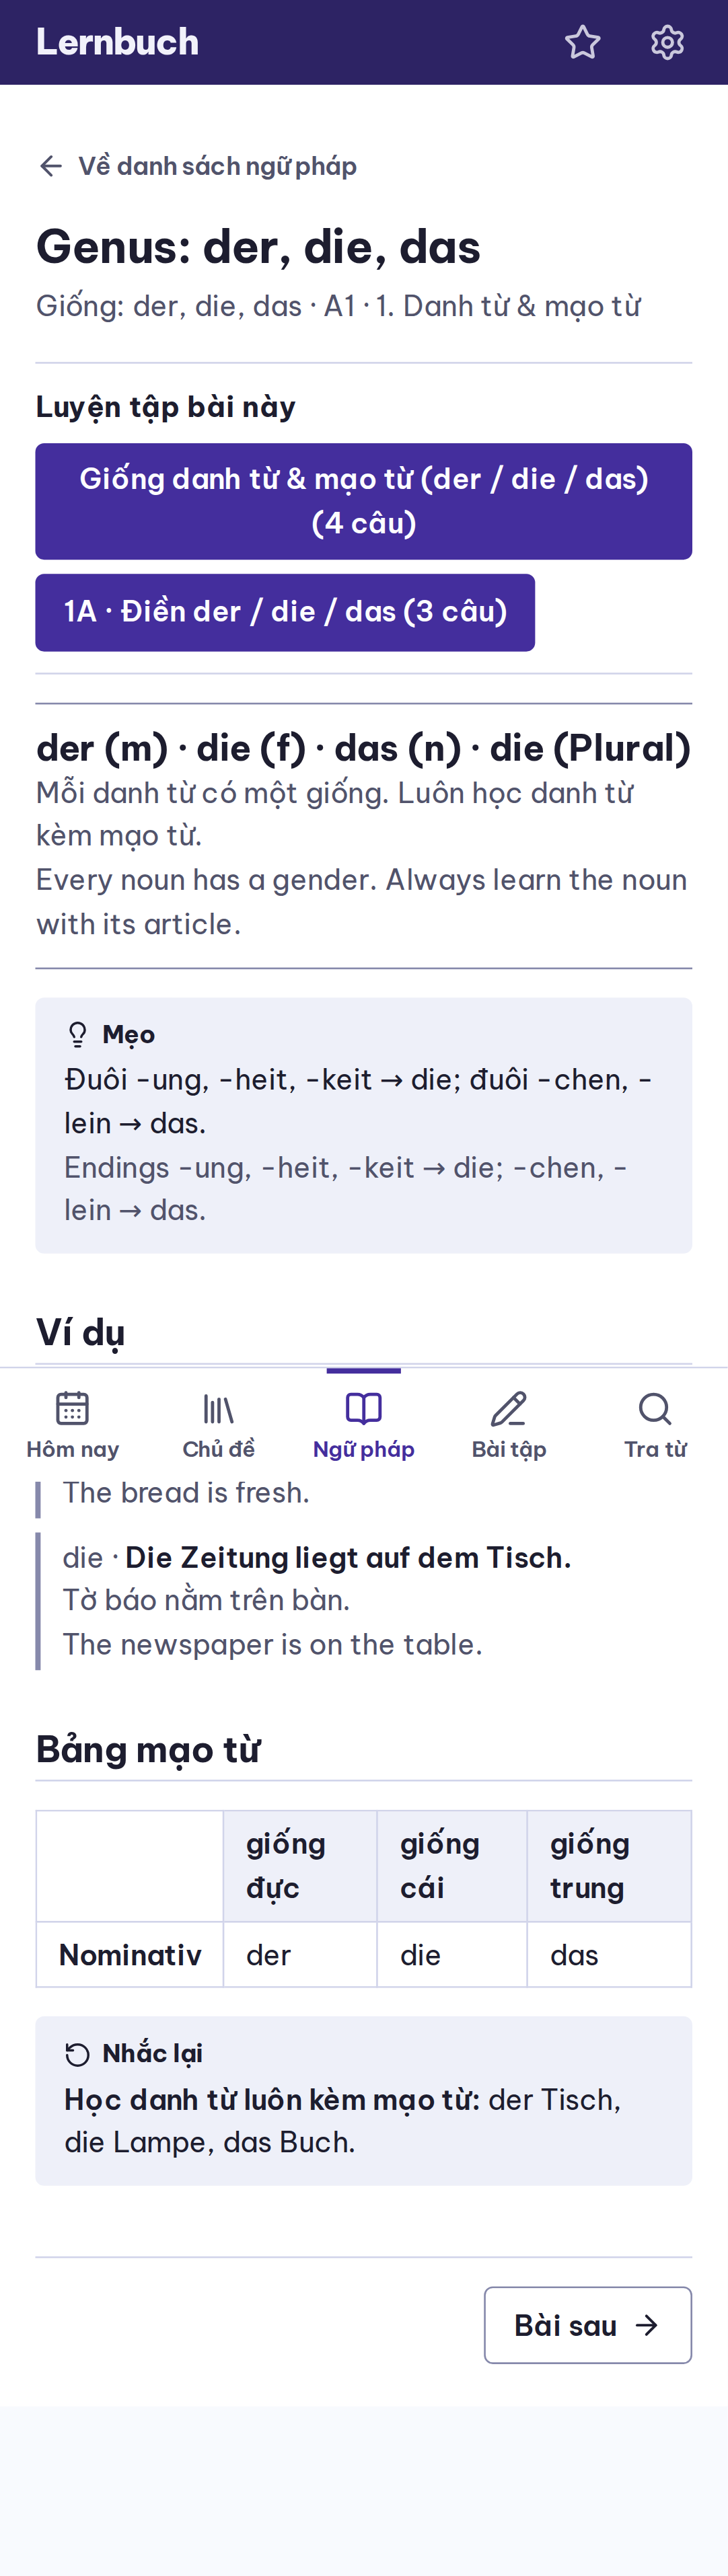 Lernbuch
Về danh sách ngữ pháp
Genus: der, die, das
Giống: der, die, das · A1 · 1. Danh từ & mạo từ
Luyện tập bài này
Giống danh từ & mạo từ (der / die / das)
(4 câu)
1A · Điền der / die / das (3 câu)
der (m) · die (f) · das (n) · die (Plural)
Mỗi danh từ có một giống. Luôn học danh từ
kèm mạo từ.
Every noun has a gender. Always learn the noun
with its article.
Mẹo
Đuôi -ung, -heit, -keit → die; đuôi -chen, -
lein → das.
Endings -ung, -heit, -keit → die; -chen, -
lein → das.
Ví dụ
Hôm nay
Chủ đề
Ngữ pháp
Bài tập
Tra từ
The bread is fresh.
die · Die Zeitung liegt auf dem Tisch.
Tờ báo nằm trên bàn.
The newspaper is on the table.
Bảng mạo từ
giống đực
giống cái
giống trung
Nominativ der die das
Nhắc lại
Học danh từ luôn kèm mạo từ: der Tisch,
die Lampe, das Buch.
Bài sau →